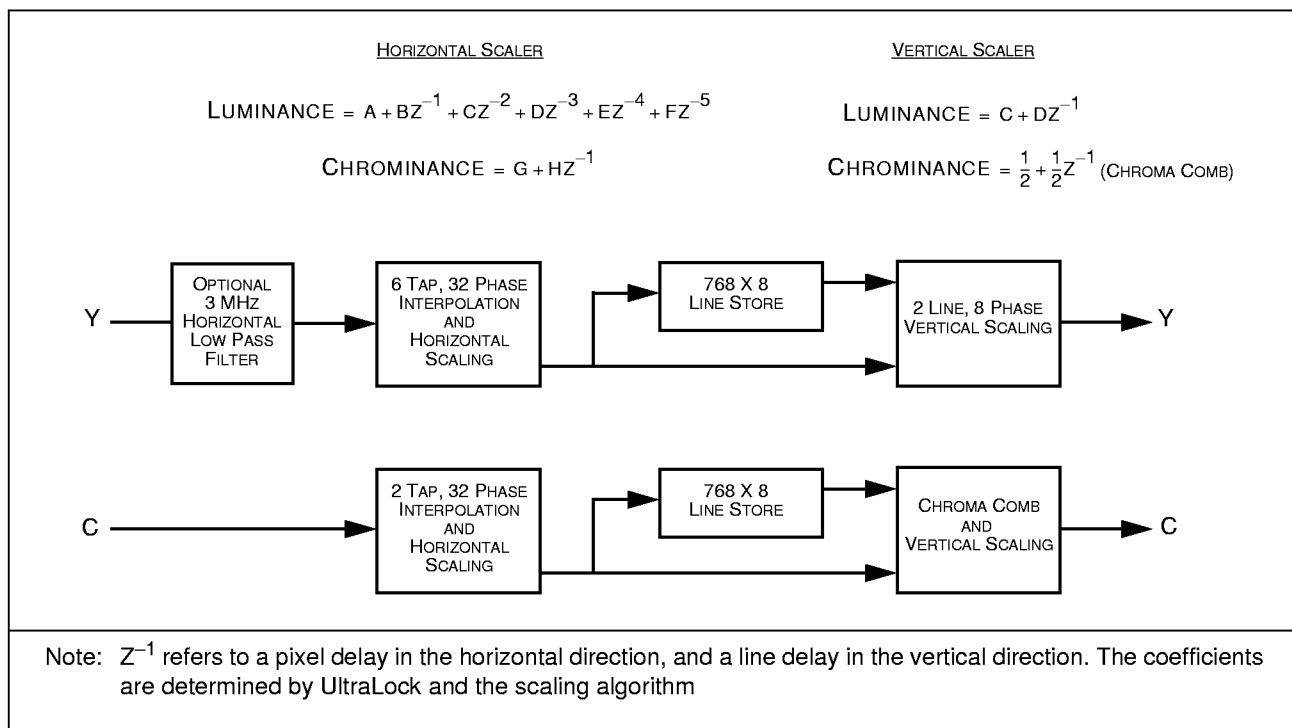 HORIZONTAL SCALER
VERTICAL SCALER
LUMINANCE = A + BZ⁻¹ + CZ⁻² + DZ⁻³ + EZ⁻⁴ + FZ⁻⁵
LUMINANCE = C + DZ⁻¹
CHROMINANCE = G + HZ⁻¹
CHROMINANCE = 1/2 + 1/2 Z⁻¹ (CHROMA COMB)
Y
OPTIONAL
3 MHZ
HORIZONTAL
LOW PASS
FILTER
6 TAP, 32 PHASE
INTERPOLATION
AND
HORIZONTAL
SCALING
768 X 8
LINE STORE
2 LINE, 8 PHASE
VERTICAL SCALING
Y
C
2 TAP, 32 PHASE
INTERPOLATION
AND
HORIZONTAL
SCALING
768 X 8
LINE STORE
CHROMA COMB
AND
VERTICAL SCALING
C
Note: Z⁻¹ refers to a pixel delay in the horizontal direction, and a line delay in the vertical direction. The coefficients
are determined by UltraLock and the scaling algorithm